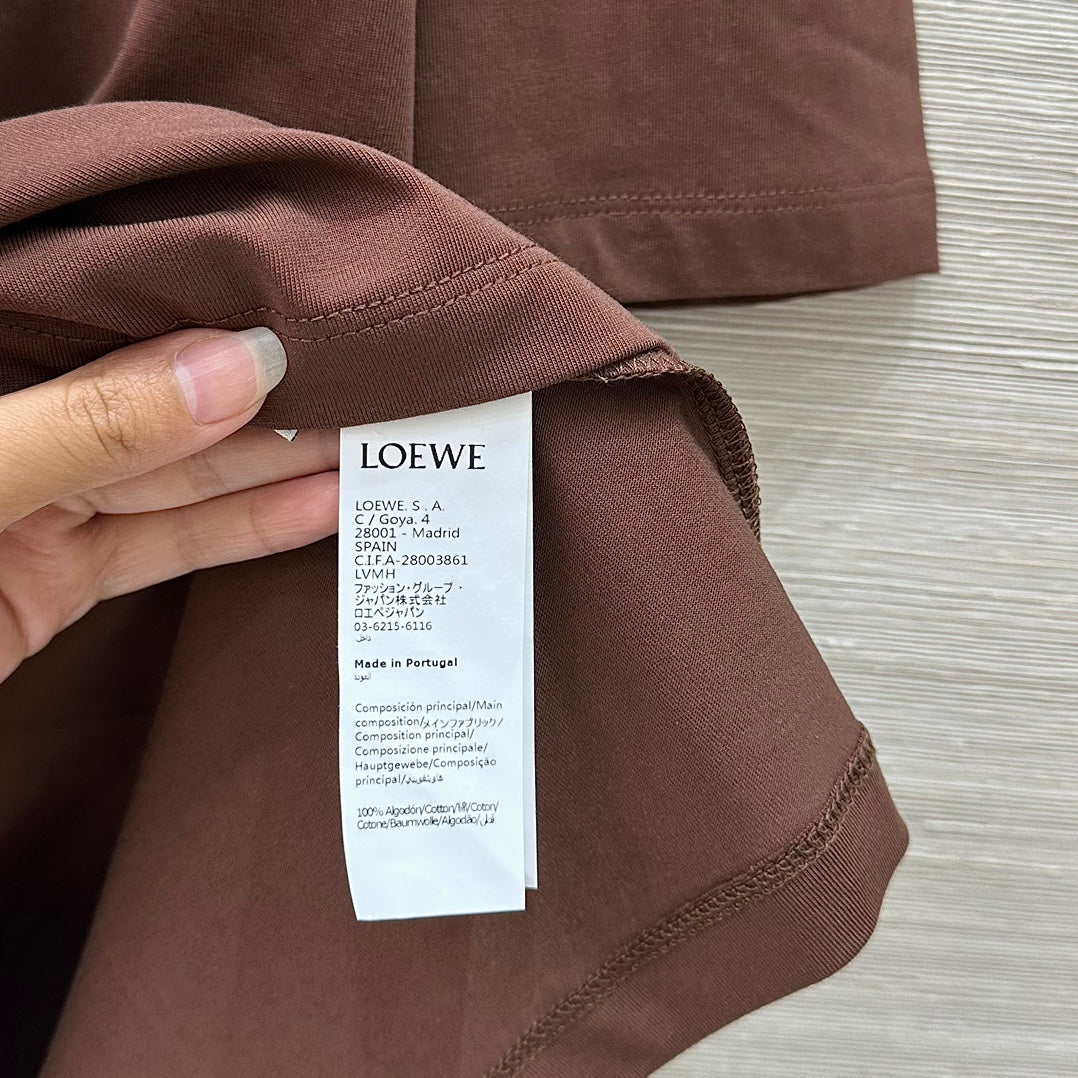 LOEWE
LOEWE. S . A.
C / Goya. 4
28001 - Madrid
SPAIN
C.I.F.A-28003861
LVMH
ファッション・グループ・
ジャパン株式会社
ロエベジャパン
03-6215-6116
داخل
Made in Portugal
Composición principal/Main
composition/メインファブリック/
Composition principal/
Composizione principale/
Hauptgewebe/Composição
principal/
100% Algodón/Cotton/綿/Coton/
Cotone/Baumwolle/Algodão/